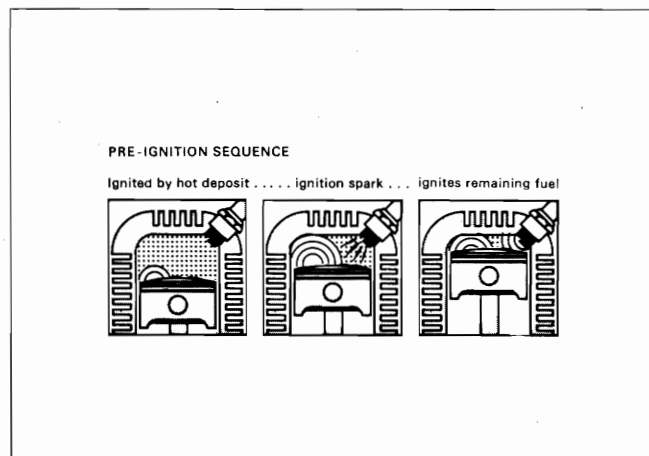 PRE-IGNITION SEQUENCE
Ignited by hot deposit ..... ignition spark ... ignites remaining fuel